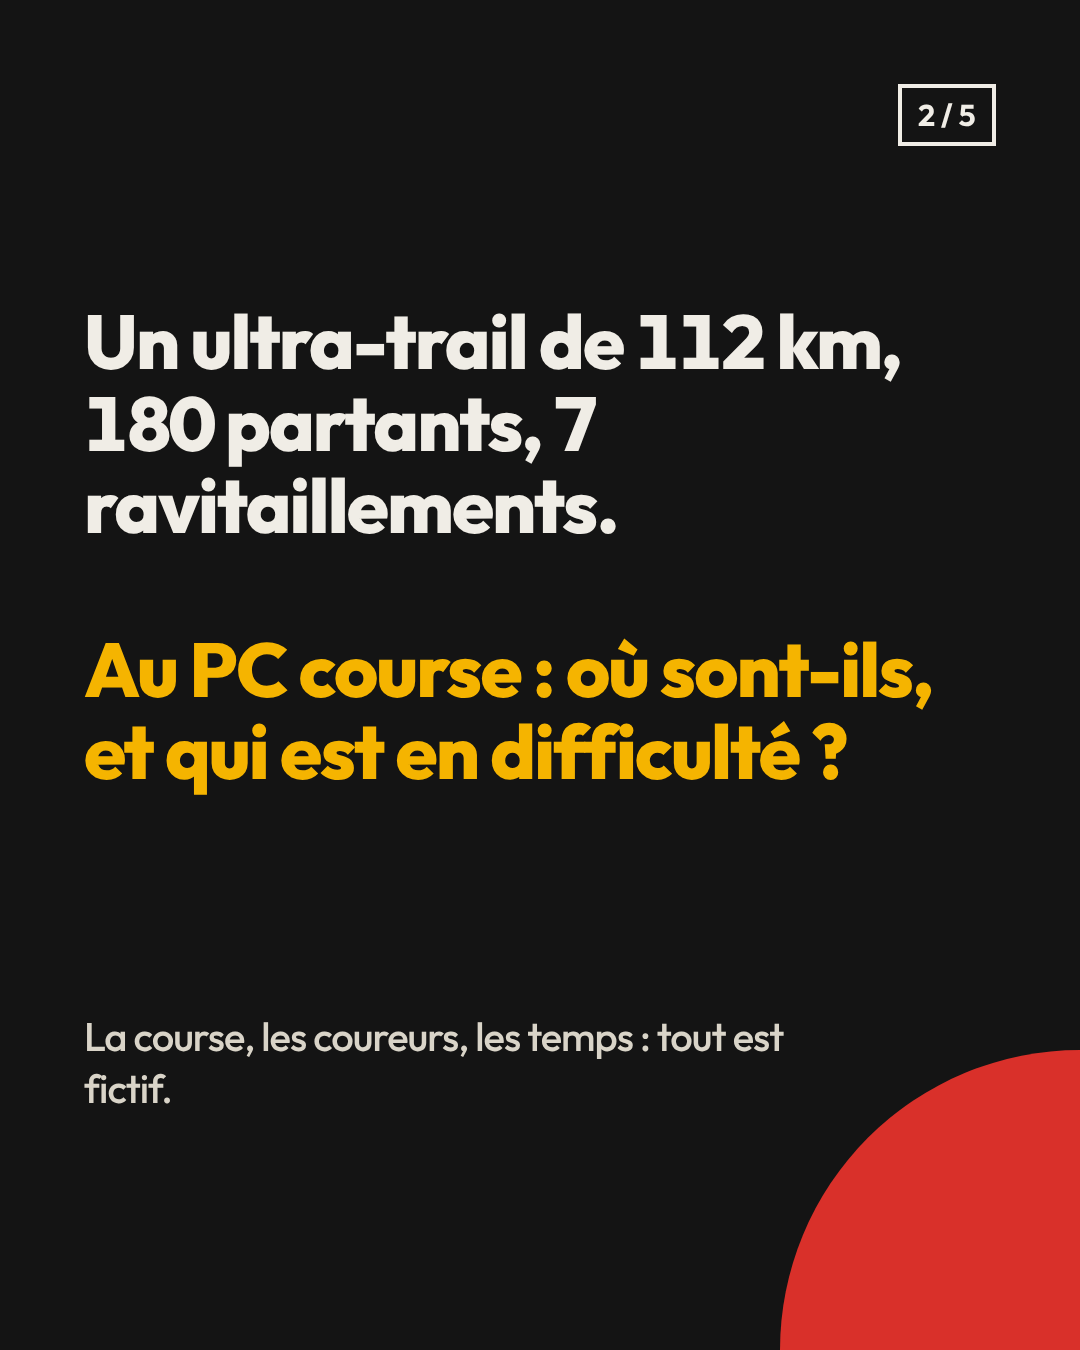 2 / 5
Un ultra-trail de 112 km,
180 partants, 7
ravitaillements.
Au PC course : où sont-ils,
et qui est en difficulté ?
La course, les coureurs, les temps : tout est
fictif.